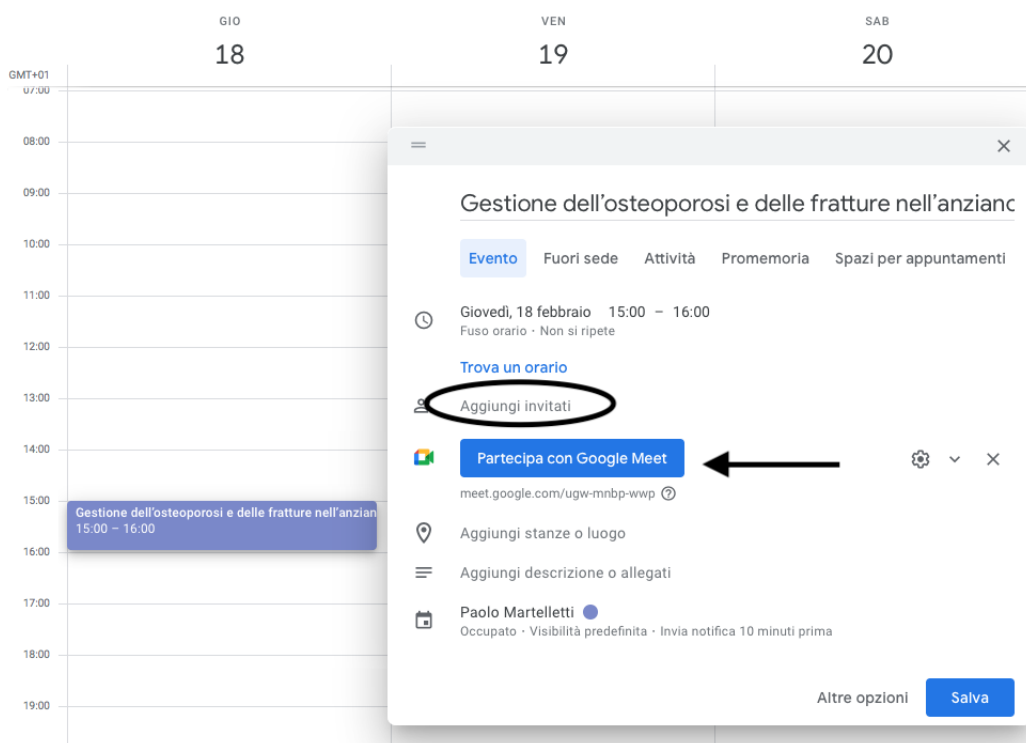 GIO
18
VEN
19
SAB
20
GMT+01
07:00
08:00
09:00
10:00
11:00
12:00
13:00
14:00
15:00
16:00
17:00
18:00
19:00
Gestione dell'osteoporosi e delle fratture nell'anzian
15:00 – 16:00
Gestione dell'osteoporosi e delle fratture nell'anziano
Evento Fuori sede Attività Promemoria Spazi per appuntamenti
Giovedì, 18 febbraio 15:00 – 16:00
Fuso orario · Non si ripete
Trova un orario
Aggiungi invitati
Partecipa con Google Meet
meet.google.com/ugw-mnbp-wwp
Aggiungi stanze o luogo
Aggiungi descrizione o allegati
Paolo Martelletti
Occupato · Visibilità predefinita · Invia notifica 10 minuti prima
Altre opzioni Salva